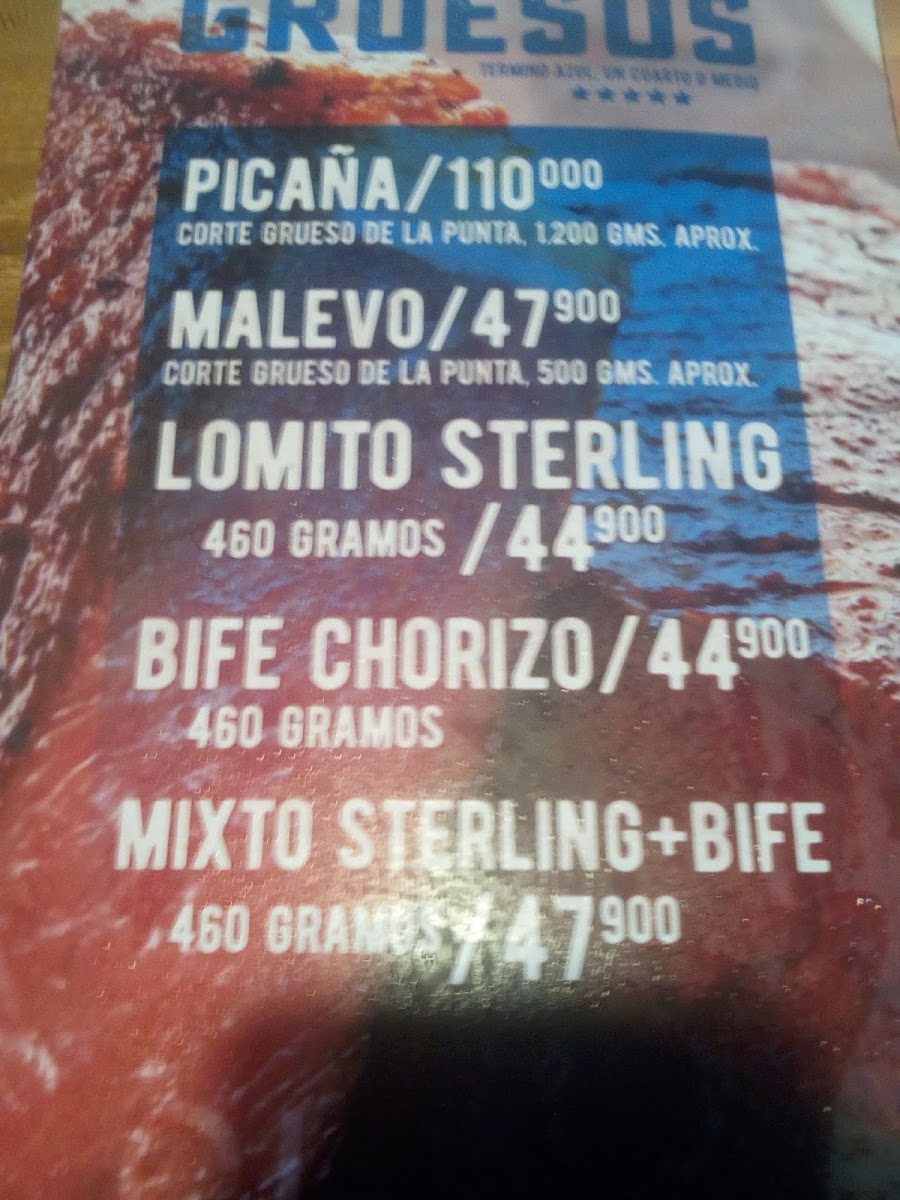 GRUESOS
TERMINO AZUL, UN CUARTO O MEDIO
PICAÑA/110000
CORTE GRUESO DE LA PUNTA, 1.200 GMS. APROX.
MALEVO/47900
CORTE GRUESO DE LA PUNTA, 500 GMS. APROX.
LOMITO STERLING
460 GRAMOS /44900
BIFE CHORIZO/44900
460 GRAMOS
MIXTO STERLING+BIFE
460 GRAMOS /47900